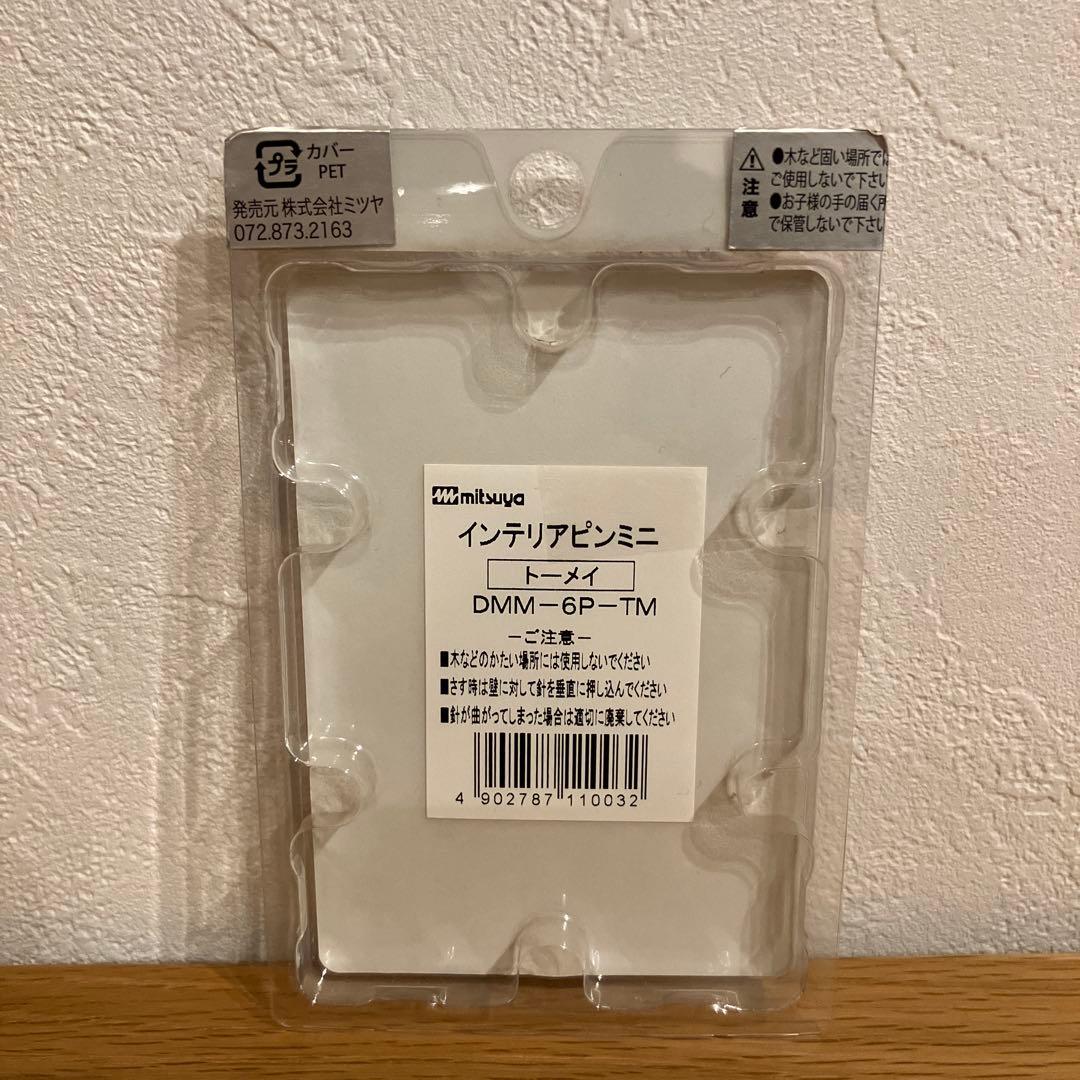 プラ
カバー
PET
発売元 株式会社ミツヤ
072.873.2163
注意
●木など固い場所では
ご使用しないで下さい
●お子様の手の届く所
で保管しないで下さい
mitsuya
インテリアピンミニ
トーメイ
DMM－6P－TM
－ご注意－
■木などのかたい場所には使用しないでください
■さす時は壁に対して針を垂直に押し込んでください
■針が曲がってしまった場合は適切に廃棄してください
4 902787 110032